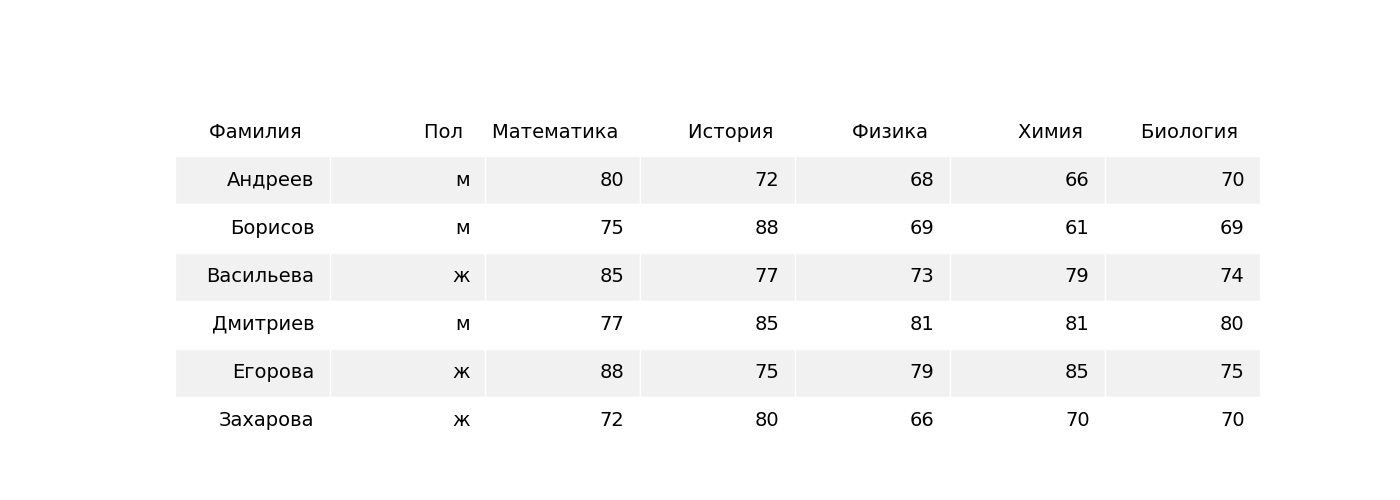 Фамилия Пол Математика История Физика Химия Биология
Андреев м 80 72 68 66 70
Борисов м 75 88 69 61 69
Васильева ж 85 77 73 79 74
Дмитриев м 77 85 81 81 80
Егорова ж 88 75 79 85 75
Захарова ж 72 80 66 70 70